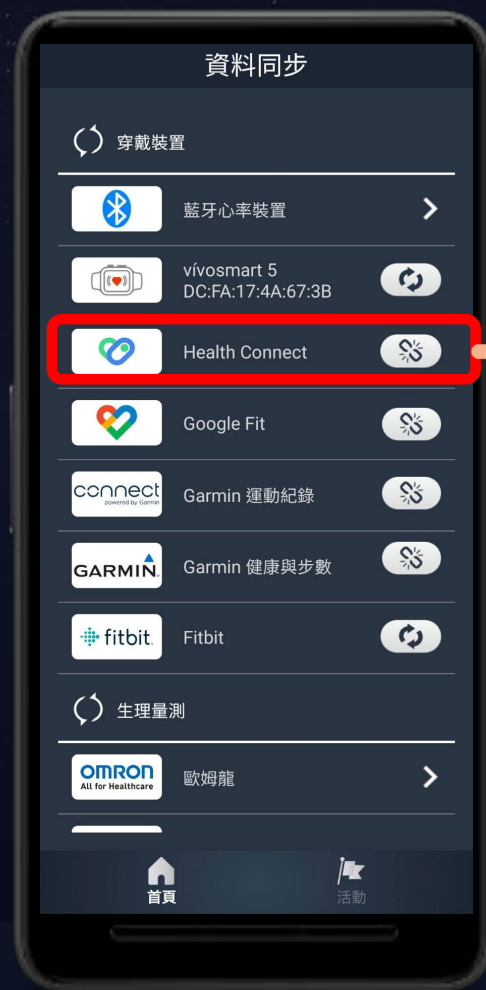 資料同步
穿戴裝置
藍牙心率裝置
vívosmart 5
DC:FA:17:4A:67:3B
Health Connect
Google Fit
connect
powered by Garmin
Garmin 運動紀錄
GARMIN.
Garmin 健康與步數
fitbit.
Fitbit
生理量測
OMRON
All for Healthcare
歐姆龍
首頁
活動